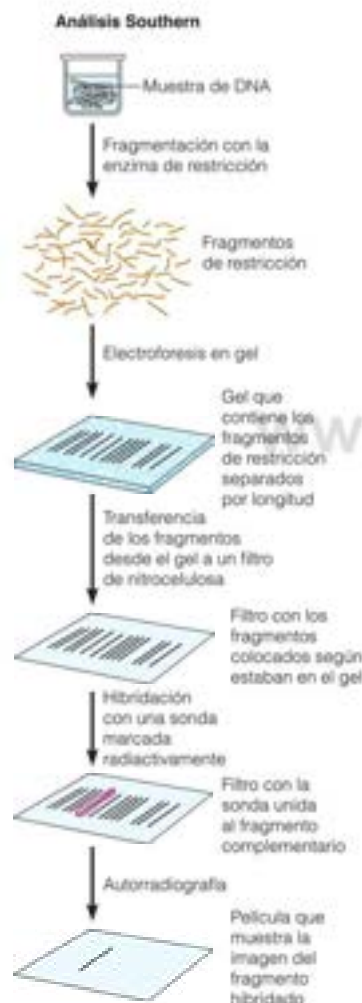 Análisis Southern
Muestra de DNA
Fragmentación con la
enzima de restricción
Fragmentos
de restricción
Electroforesis en gel
Gel que
contiene los
fragmentos
de restricción
separados
por longitud
Transferencia
de los fragmentos
desde el gel a un filtro
de nitrocelulosa
Filtro con los
fragmentos
colocados según
estaban en el gel
Hibridación
con una sonda
marcada
radiactivamente
Filtro con la
sonda unida
al fragmento
complementario
Autorradiografía
Película que
muestra la
imagen del
fragmento
hibridado